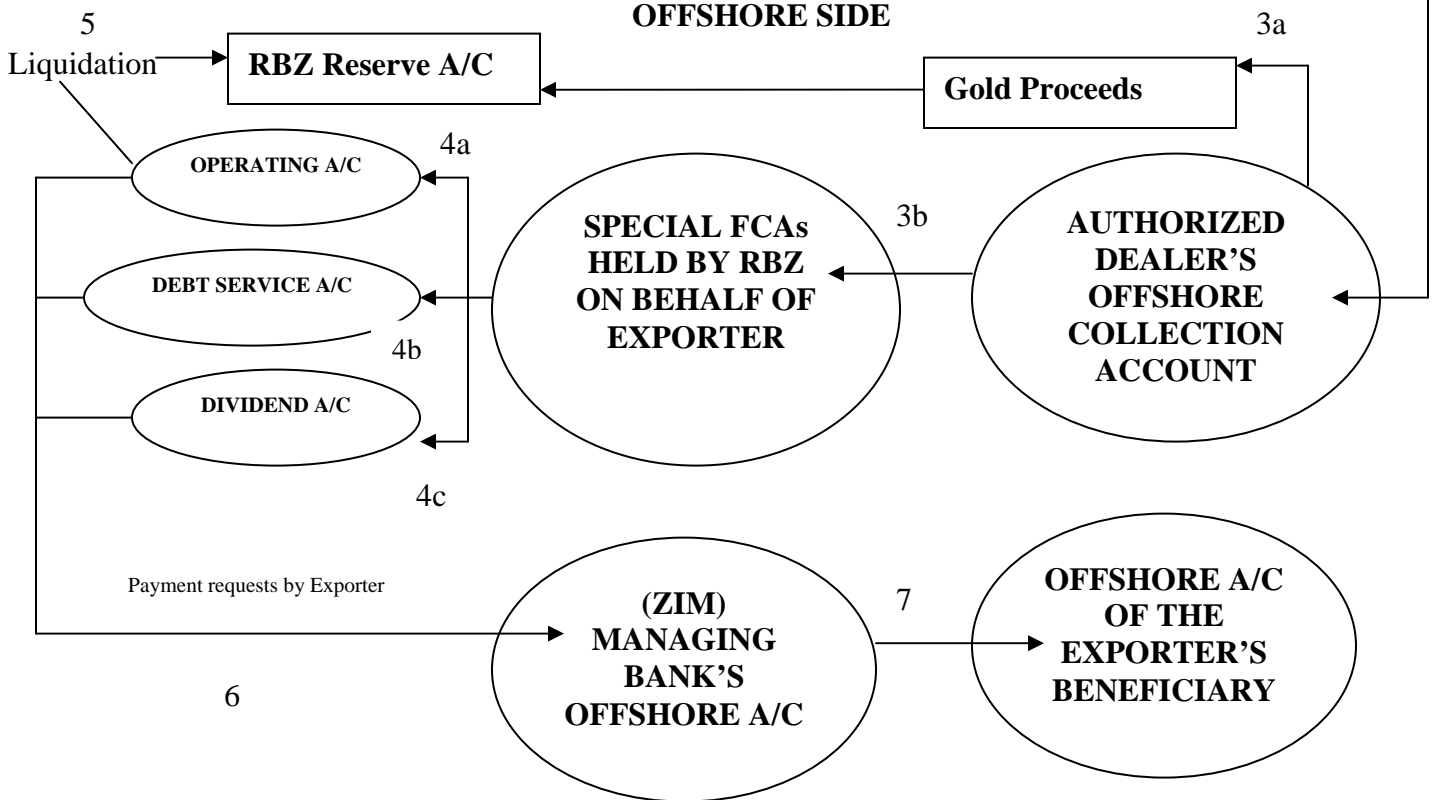 OFFSHORE SIDE
5
3a
Liquidation
RBZ Reserve A/C
Gold Proceeds
4a
OPERATING A/C
SPECIAL FCAs
HELD BY RBZ
ON BEHALF OF
EXPORTER
3b
AUTHORIZED
DEALER’S
OFFSHORE
COLLECTION
ACCOUNT
DEBT SERVICE A/C
4b
DIVIDEND A/C
4c
Payment requests by Exporter
6
(ZIM)
MANAGING
BANK’S
OFFSHORE A/C
7
OFFSHORE A/C
OF THE
EXPORTER’S
BENEFICIARY